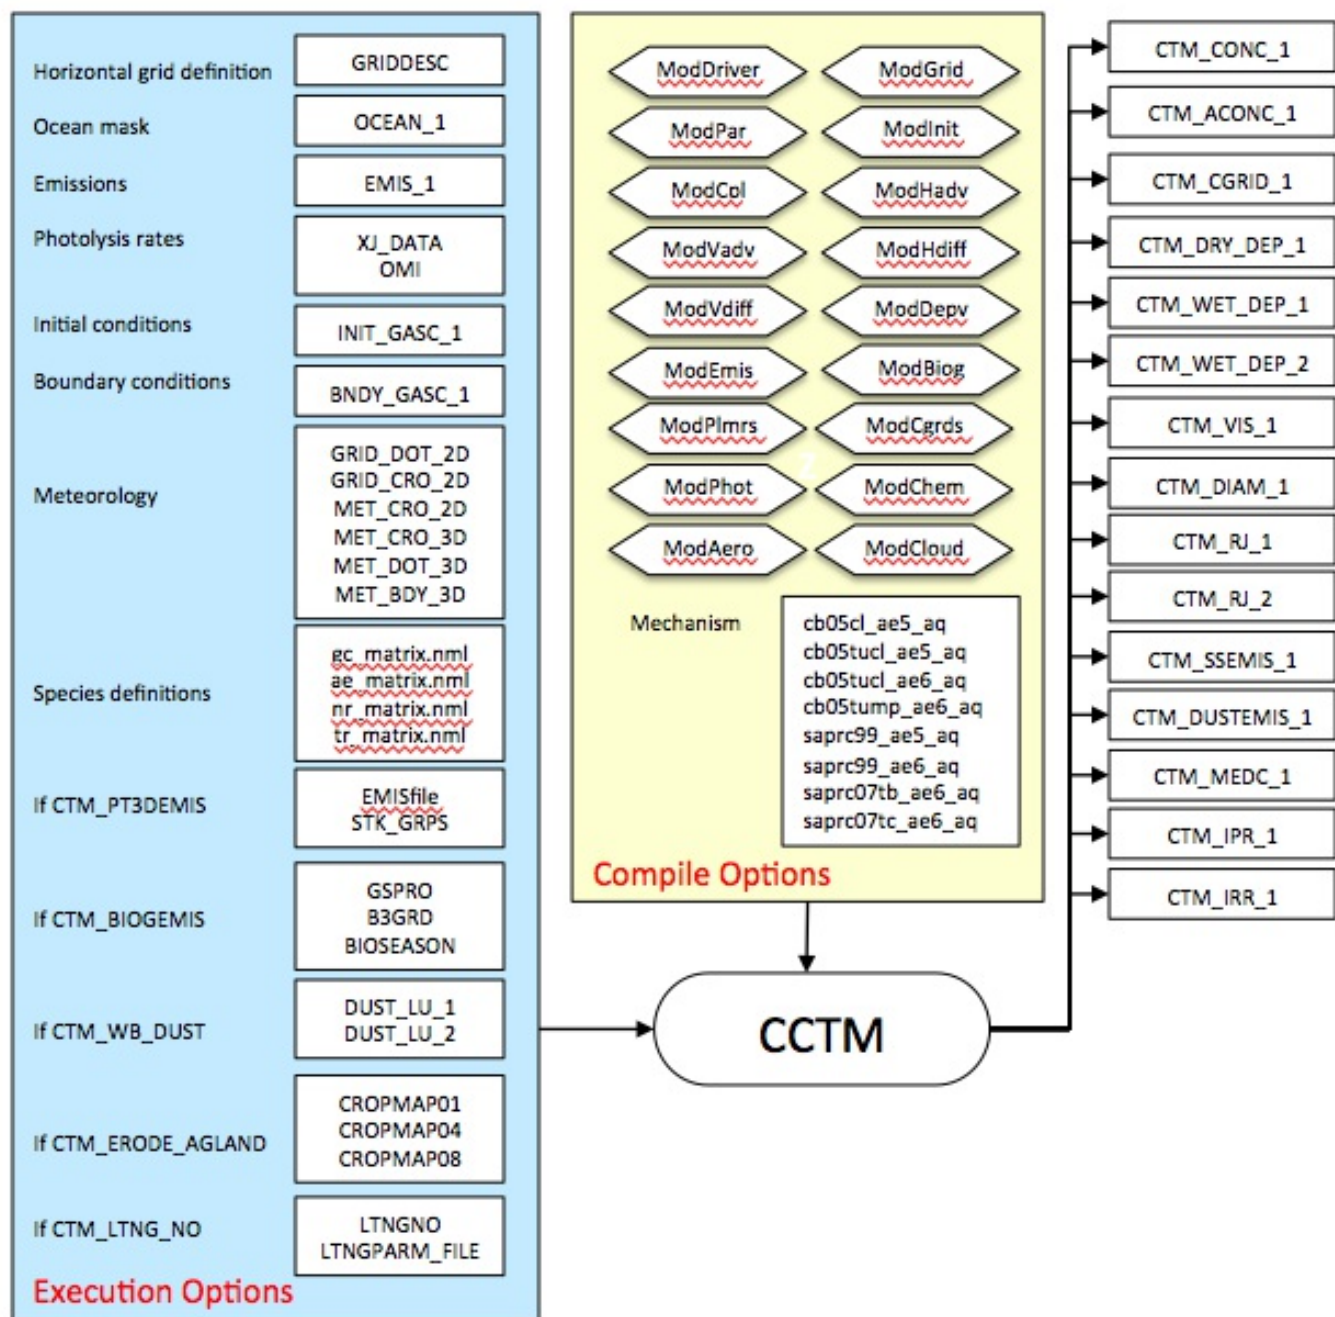 Horizontal grid definition
GRIDDESC
Ocean mask
OCEAN_1
Emissions
EMIS_1
Photolysis rates
XJ_DATA
OMI
Initial conditions
INIT_GASC_1
Boundary conditions
BNDY_GASC_1
Meteorology
GRID_DOT_2D
GRID_CRO_2D
MET_CRO_2D
MET_CRO_3D
MET_DOT_3D
MET_BDY_3D
Species definitions
gc_matrix.nml
ae_matrix.nml
nr_matrix.nml
tr_matrix.nml
If CTM_PT3DEMIS
EMISfile
STK_GRPS
If CTM_BIOGEMIS
GSPRO
B3GRD
BIOSEASON
If CTM_WB_DUST
DUST_LU_1
DUST_LU_2
If CTM_ERODE_AGLAND
CROPMAP01
CROPMAP04
CROPMAP08
If CTM_LTNG_NO
LTNGNO
LTNGPARM_FILE
Execution Options
ModDriver
ModGrid
ModPar
ModInit
ModCpl
ModHadv
ModVadv
ModHdiff
ModVdiff
ModDepv
ModEmis
ModBiog
ModPlmrs
ModCgrds
Z
ModPhot
ModChem
ModAero
ModCloud
Mechanism
cb05cl_ae5_aq
cb05tucl_ae5_aq
cb05tucl_ae6_aq
cb05tump_ae6_aq
saprc99_ae5_aq
saprc99_ae6_aq
saprc07tb_ae6_aq
saprc07tc_ae6_aq
Compile Options
CCTM
CTM_CONC_1
CTM_ACONC_1
CTM_CGRID_1
CTM_DRY_DEP_1
CTM_WET_DEP_1
CTM_WET_DEP_2
CTM_VIS_1
CTM_DIAM_1
CTM_RJ_1
CTM_RJ_2
CTM_SSEMIS_1
CTM_DUSTEMIS_1
CTM_MEDC_1
CTM_IPR_1
CTM_IRR_1